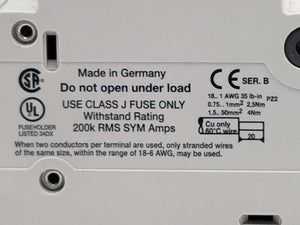 Made in Germany
Do not open under load
USE CLASS J FUSE ONLY
Withstand Rating
200k RMS SYM Amps
SA
UL
FUSEHOLDER
LISTED 340X
CE SER. B
18..1 AWG 35 lb-in PZ2
0.75..1mm² 2,5Nm
1.5..50mm² 4Nm
Cu only
60°C wire
20
When two conductors per terminal are used, only stranded wires
of the same size, within the range of 18-6 AWG, may be used.